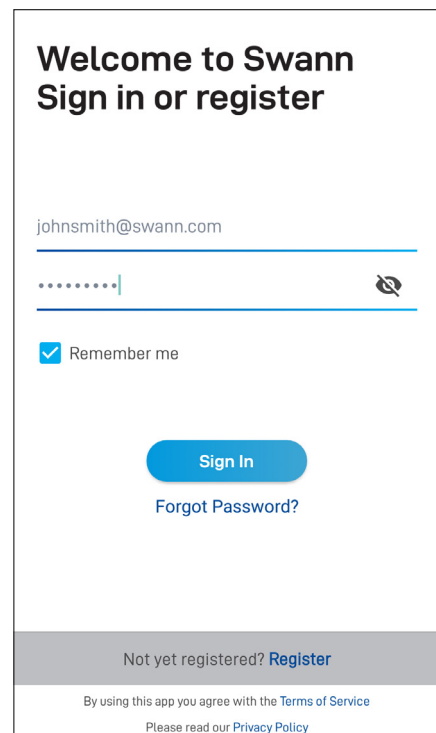 Welcome to Swann
Sign in or register
johnsmith@swann.com
•••••••••
Remember me
Sign In
Forgot Password?
Not yet registered? Register
By using this app you agree with the Terms of Service
Please read our Privacy Policy